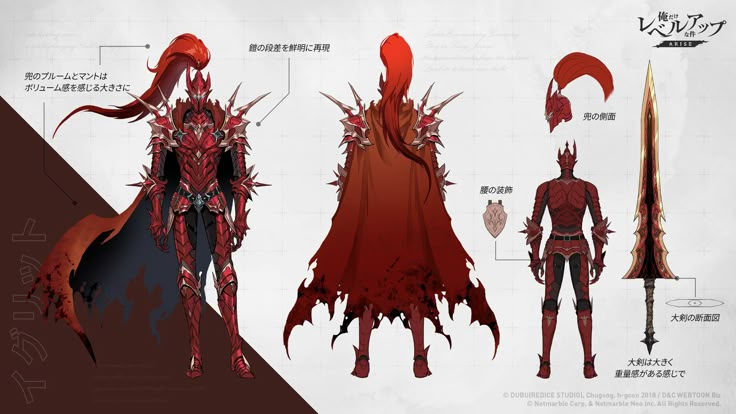 俺だけ
レベルアップ
な件
ARISE
兜のプルームとマントは
ボリューム感を感じる大きさに
鎧の段差を鮮明に再現
兜の側面
腰の装飾
大剣の断面図
大剣は大きく
重量感がある感じで
イグリット
© DUBU(REDICE STUDIO), Chugong, h-goon 2018 / D&C WEBTOON Biz
© Netmarble Corp. & Netmarble Neo Inc. All Rights Reserved.